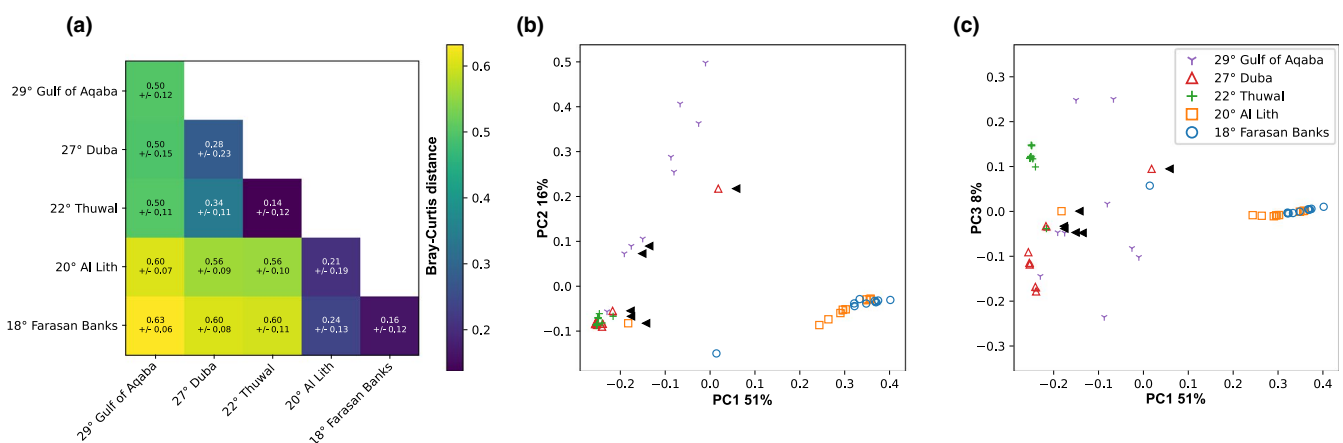 (a)
29° Gulf of Aqaba
27° Duba
22° Thuwal
20° Al Lith
18° Farasan Banks
0.50
+/- 0.12
0.50
+/- 0.15
0.28
+/- 0.23
0.50
+/- 0.11
0.34
+/- 0.11
0.14
+/- 0.12
0.60
+/- 0.07
0.56
+/- 0.09
0.56
+/- 0.10
0.21
+/- 0.19
0.63
+/- 0.06
0.60
+/- 0.08
0.60
+/- 0.11
0.24
+/- 0.13
0.16
+/- 0.12
29° Gulf of Aqaba
27° Duba
22° Thuwal
20° Al Lith
18° Farasan Banks
Bray-Curtis distance
0.6
0.5
0.4
0.3
0.2
(b)
PC2 16%
0.5
0.4
0.3
0.2
0.1
0.0
−0.1
−0.2 −0.1 0.0 0.1 0.2 0.3 0.4
PC1 51%
(c)
PC3 8%
0.3
0.2
0.1
0.0
−0.1
−0.2
−0.3
29° Gulf of Aqaba
27° Duba
22° Thuwal
20° Al Lith
18° Farasan Banks
−0.2 −0.1 0.0 0.1 0.2 0.3 0.4
PC1 51%